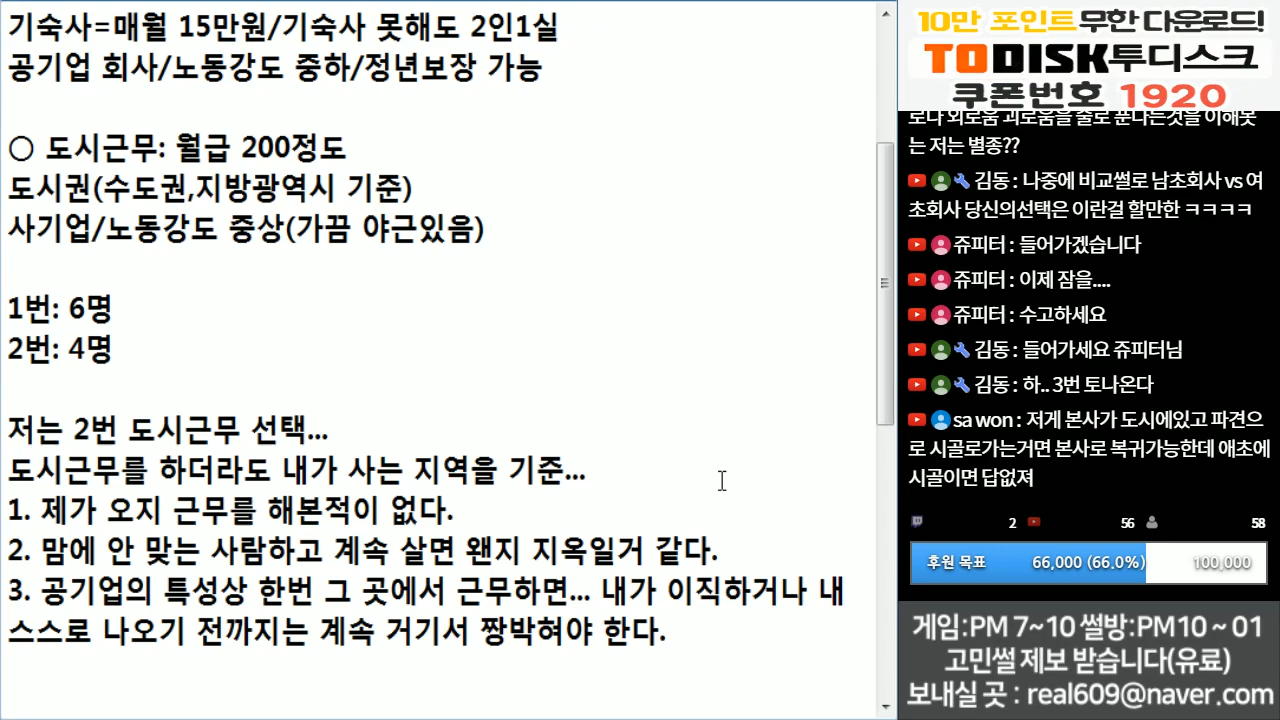 기숙사=매월 15만원/기숙사 못해도 2인1실
공기업 회사/노동강도 중하/정년보장 가능
○ 도시근무: 월급 200정도
도시권(수도권,지방광역시 기준)
사기업/노동강도 중상(가끔 야근있음)
1번: 6명
2번: 4명
저는 2번 도시근무 선택...
도시근무를 하더라도 내가 사는 지역을 기준...
1. 제가 오지 근무를 해본적이 없다.
2. 맘에 안 맞는 사람하고 계속 살면 왠지 지옥일거 같다.
3. 공기업의 특성상 한번 그 곳에서 근무하면... 내가 이직하거나 내
스스로 나오기 전까지는 계속 거기서 짱박혀야 한다.
10만 포인트 무한 다운로드!
TODISK투디스크
쿠폰번호 1920
로나 외로움 괴로움을 술로 푼다는것을 이해못
는 저는 별종??
김동 : 나중에 비교썰로 남초회사 vs 여
초회사 당신의선택은 이란걸 할만한 ㅋㅋㅋㅋ
쥬피터 : 들어가겠습니다
쥬피터 : 이제 잠을....
쥬피터 : 수고하세요
김동 : 들어가세요 쥬피터님
김동 : 하.. 3번 토나온다
sa won : 저게 본사가 도시에있고 파견으
로 시골로가는거면 본사로 복귀가능한데 애초에
시골이면 답없져
2 56 58
후원 목표 66,000 (66.0%) 100,000
게임:PM 7~10 썰방:PM10 ~ 01
고민썰 제보 받습니다(유료)
보내실 곳 : real609@naver.com